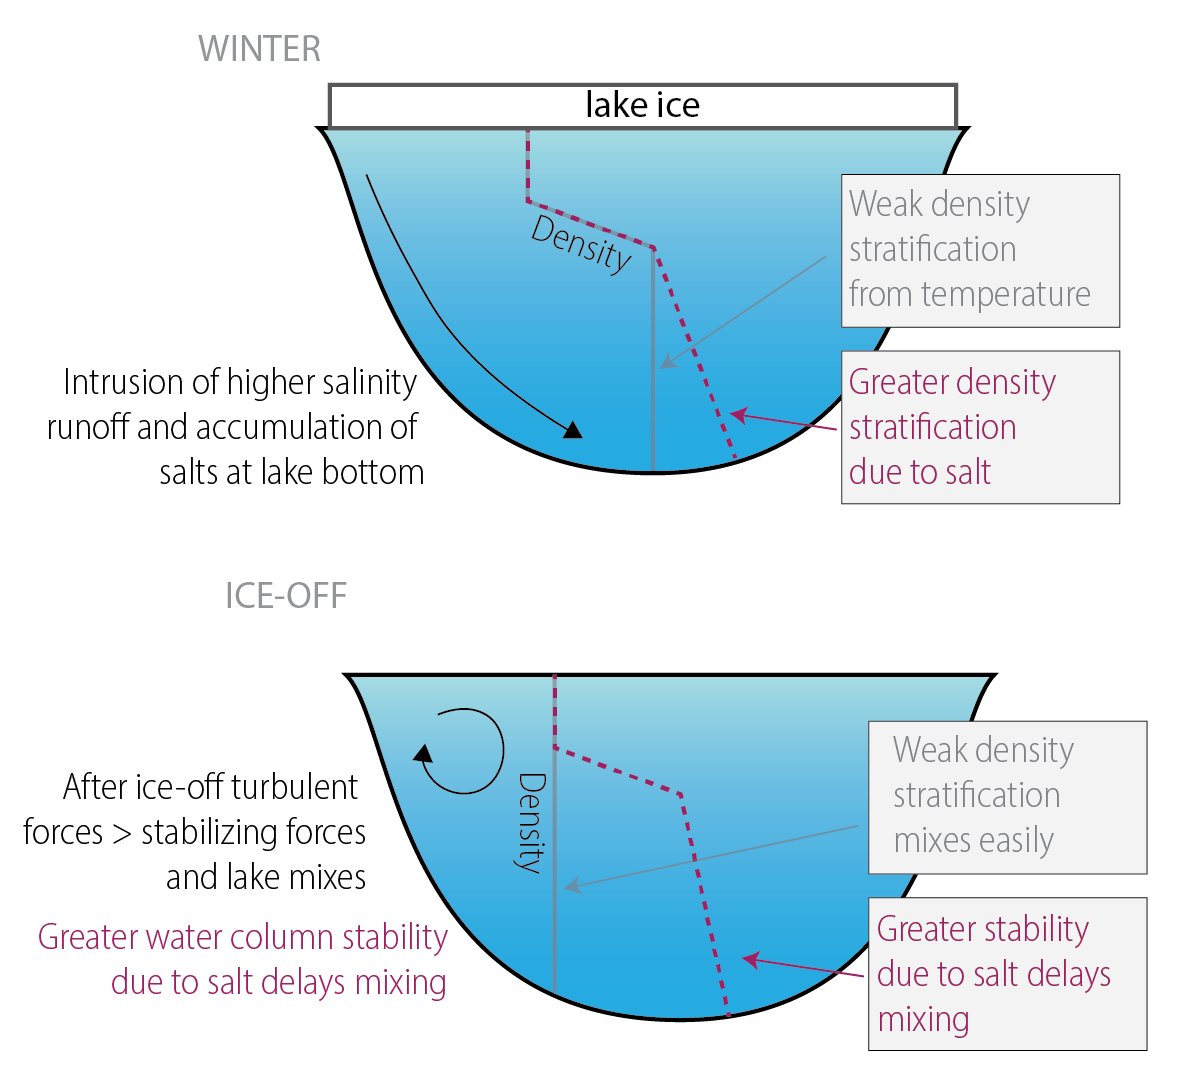 WINTER
lake ice
Density
Weak density
stratification
from temperature
Intrusion of higher salinity
runoff and accumulation of
salts at lake bottom
Greater density
stratification
due to salt
ICE-OFF
Density
Weak density
stratification
mixes easily
After ice-off turbulent
forces > stabilizing forces
and lake mixes
Greater water column stability
due to salt delays mixing
Greater stability
due to salt delays
mixing